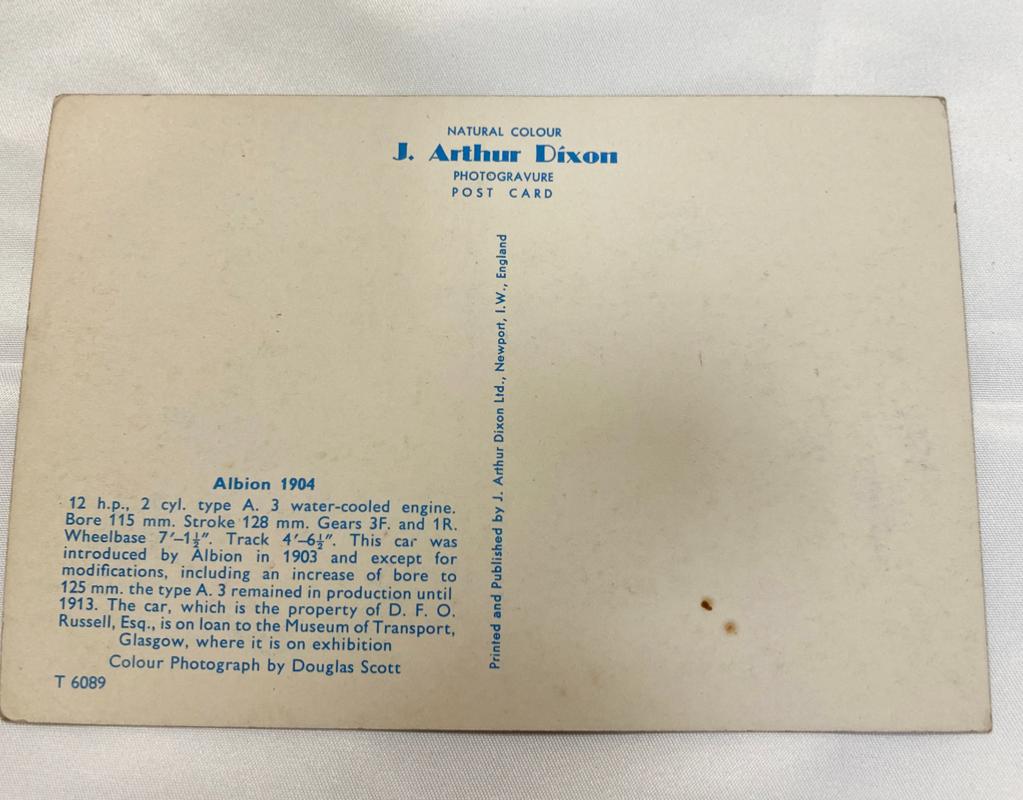 NATURAL COLOUR
J. Arthur Dixon
PHOTOGRAVURE
POST CARD
Printed and Published by J. Arthur Dixon Ltd., Newport, I.W., England
Albion 1904
12 h.p., 2 cyl. type A. 3 water-cooled engine.
Bore 115 mm. Stroke 128 mm. Gears 3F. and 1R.
Wheelbase 7′–1½″. Track 4′–6½″. This car was
introduced by Albion in 1903 and except for
modifications, including an increase of bore to
125 mm. the type A. 3 remained in production until
1913. The car, which is the property of D. F. O.
Russell, Esq., is on loan to the Museum of Transport,
Glasgow, where it is on exhibition
Colour Photograph by Douglas Scott
T 6089